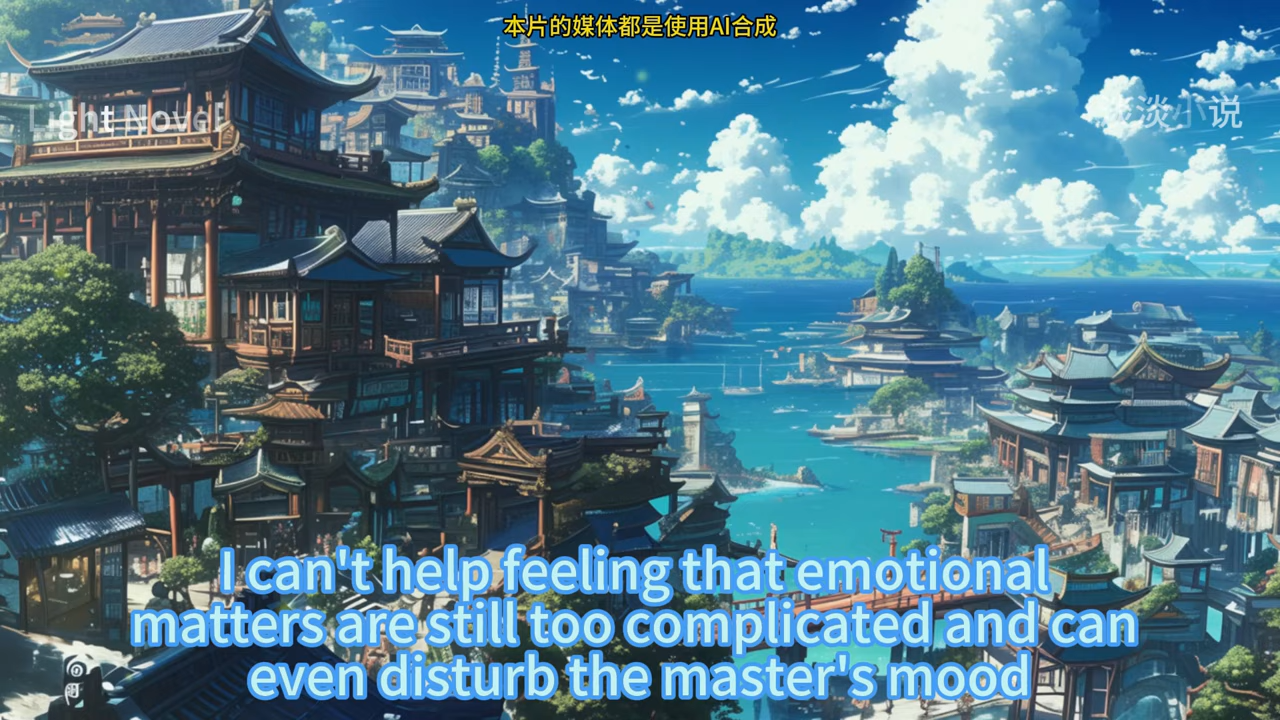 本片的媒体都是使用AI合成
Light Novel
淡小说
I can't help feeling that emotional
matters are still too complicated and can
even disturb the master's mood